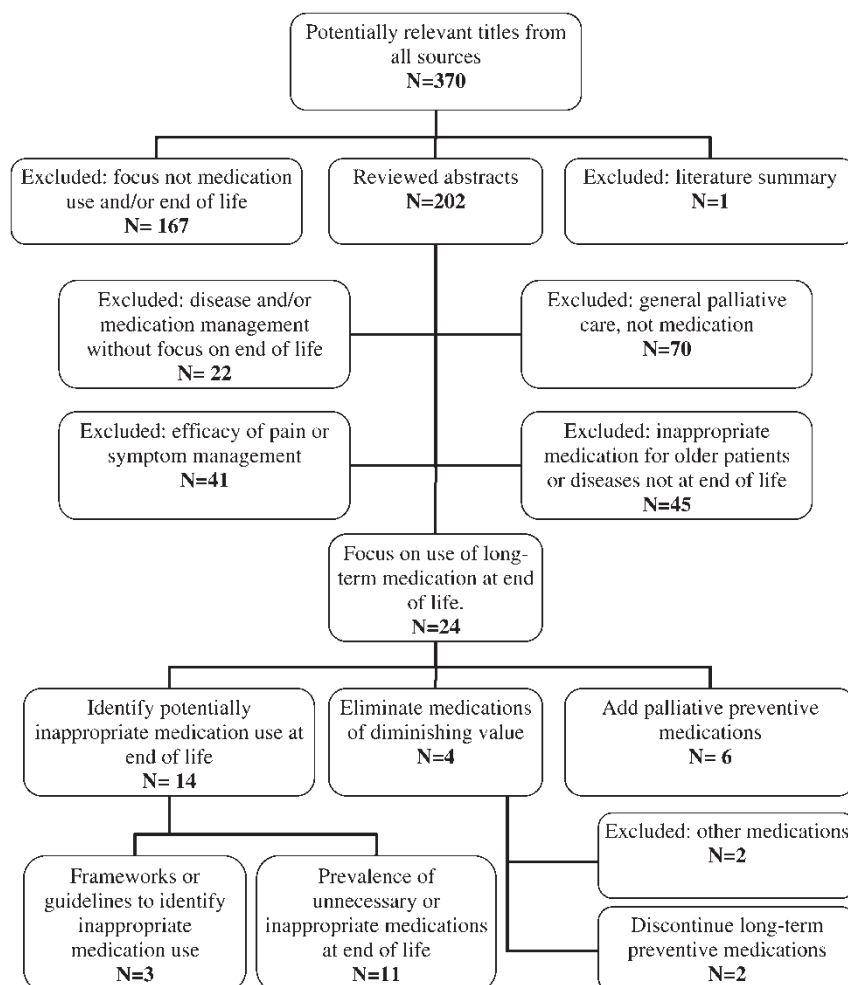 Potentially relevant titles from
all sources
N=370
Excluded: focus not medication
use and/or end of life
N= 167
Reviewed abstracts
N=202
Excluded: literature summary
N=1
Excluded: disease and/or
medication management
without focus on end of life
N= 22
Excluded: general palliative
care, not medication
N=70
Excluded: efficacy of pain or
symptom management
N=41
Excluded: inappropriate
medication for older patients
or diseases not at end of life
N=45
Focus on use of long-
term medication at end
of life.
N=24
Identify potentially
inappropriate medication use at
end of life
N= 14
Eliminate medications
of diminishing value
N=4
Add palliative preventive
medications
N= 6
Excluded: other medications
N=2
Frameworks or
guidelines to identify
inappropriate
medication use
N=3
Prevalence of
unnecessary or
inappropriate medications
at end of life
N=11
Discontinue long-term
preventive medications
N=2